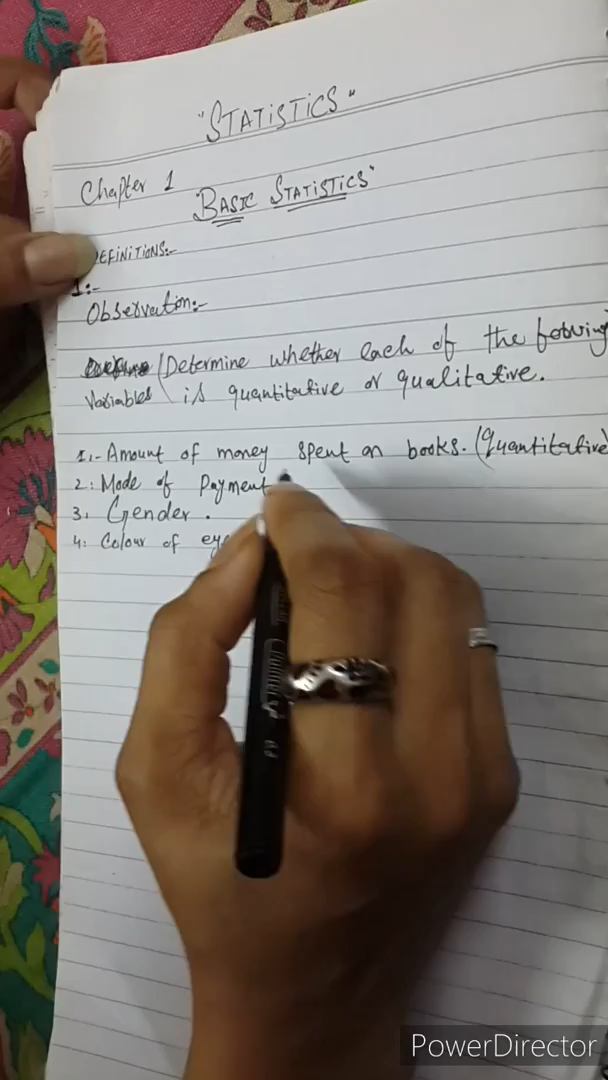 "STATISTICS"
Chapter 1
"BASIC STATISTICS"
DEFINITIONS:-
1:-
Observation:-
(Determine whether each of the
Variables is quantitative or qualitative.
1:- Amount of money spent on books. (Quantitative)
2: Mode of Payment
3: Gender.
4: Colour of eye
PowerDirector